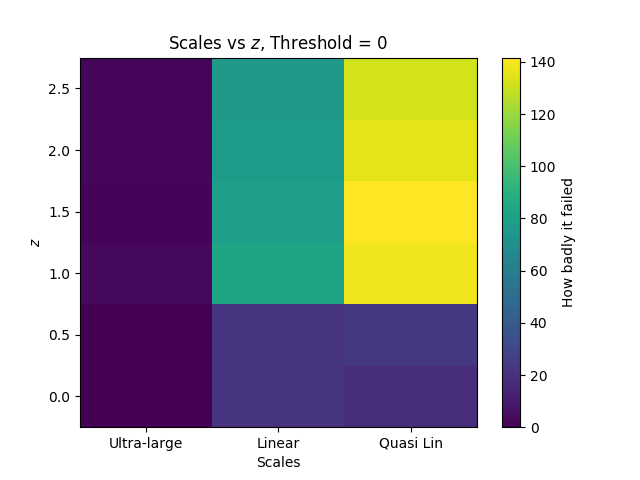 Scales vs z, Threshold = 0
2.5
2.0
1.5
1.0
0.5
0.0
z
Ultra-large
Linear
Quasi Lin
Scales
140
120
100
80
60
40
20
0
How badly it failed